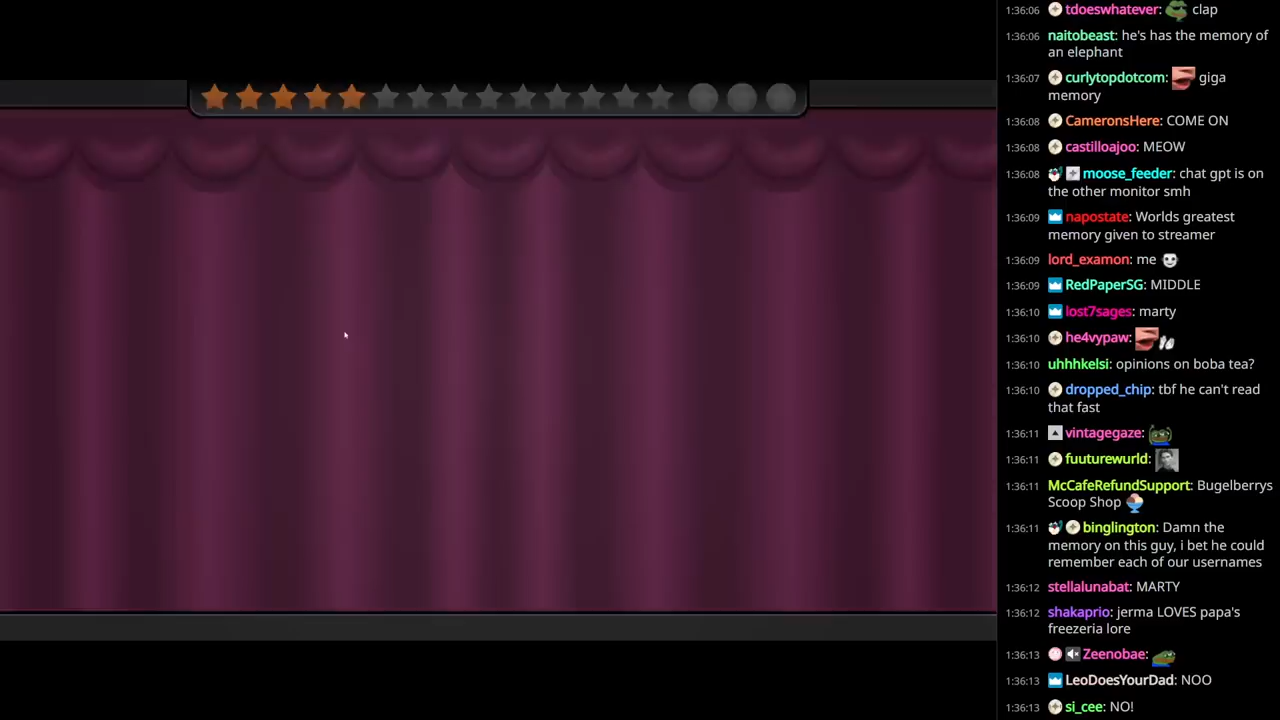 1:36:06 tdoeswhatever: clap
1:36:06 naitobeast: he's has the memory of
an elephant
1:36:07 curlytopdotcom: giga
memory
1:36:08 CameronsHere: COME ON
1:36:08 castilloajoo: MEOW
1:36:08 moose_feeder: chat gpt is on
the other monitor smh
1:36:09 napostate: Worlds greatest
memory given to streamer
1:36:09 lord_examon: me
1:36:09 RedPaperSG: MIDDLE
1:36:10 lost7sages: marty
1:36:10 he4vypaw:
1:36:10 uhhhkelsi: opinions on boba tea?
1:36:10 dropped_chip: tbf he can't read
that fast
1:36:11 vintagegaze:
1:36:11 fuuturewurld:
1:36:11 McCafeRefundSupport: Bugelberrys
Scoop Shop
1:36:11 binglington: Damn the
memory on this guy, i bet he could
remember each of our usernames
1:36:12 stellalunabat: MARTY
1:36:12 shakaprio: jerma LOVES papa's
freezeria lore
1:36:13 Zeenobae:
1:36:13 LeoDoesYourDad: NOO
1:36:13 si_cee: NO!